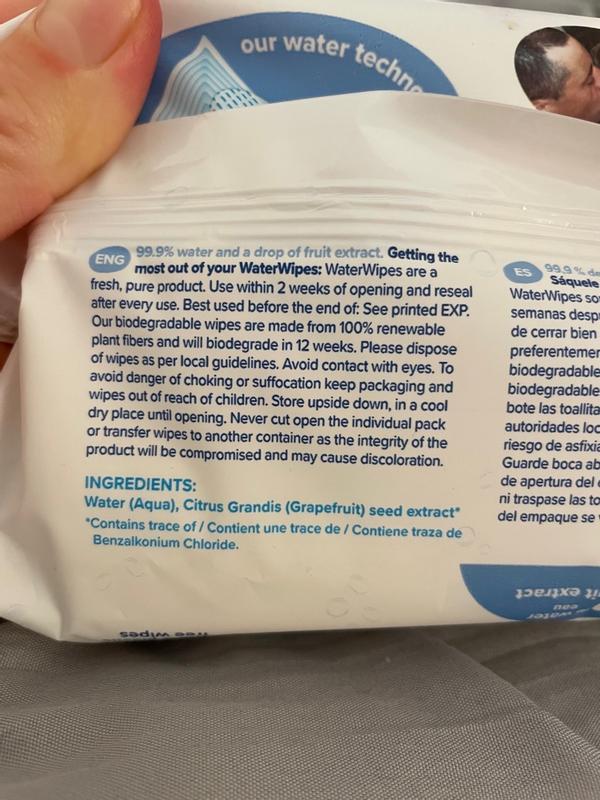 our water techno
ENG 99.9% water and a drop of fruit extract. Getting the
most out of your WaterWipes: WaterWipes are a
fresh, pure product. Use within 2 weeks of opening and reseal
after every use. Best used before the end of: See printed EXP.
Our biodegradable wipes are made from 100% renewable
plant fibers and will biodegrade in 12 weeks. Please dispose
of wipes as per local guidelines. Avoid contact with eyes. To
avoid danger of choking or suffocation keep packaging and
wipes out of reach of children. Store upside down, in a cool
dry place until opening. Never cut open the individual pack
or transfer wipes to another container as the integrity of the
product will be compromised and may cause discoloration.
INGREDIENTS:
Water (Aqua), Citrus Grandis (Grapefruit) seed extract*
*Contains trace of / Contient une trace de / Contiene traza de
Benzalkonium Chloride.
ES 99.9 % de
Sáquele
WaterWipes so
semanas desp
de cerrar bien
preferentemen
biodegradable
biodegradable
bote las toallita
autoridades loc
riesgo de asfixia
Guarde boca ab
de apertura del
ni traspase las to
del empaque se
it extract
water
eau
free wipes